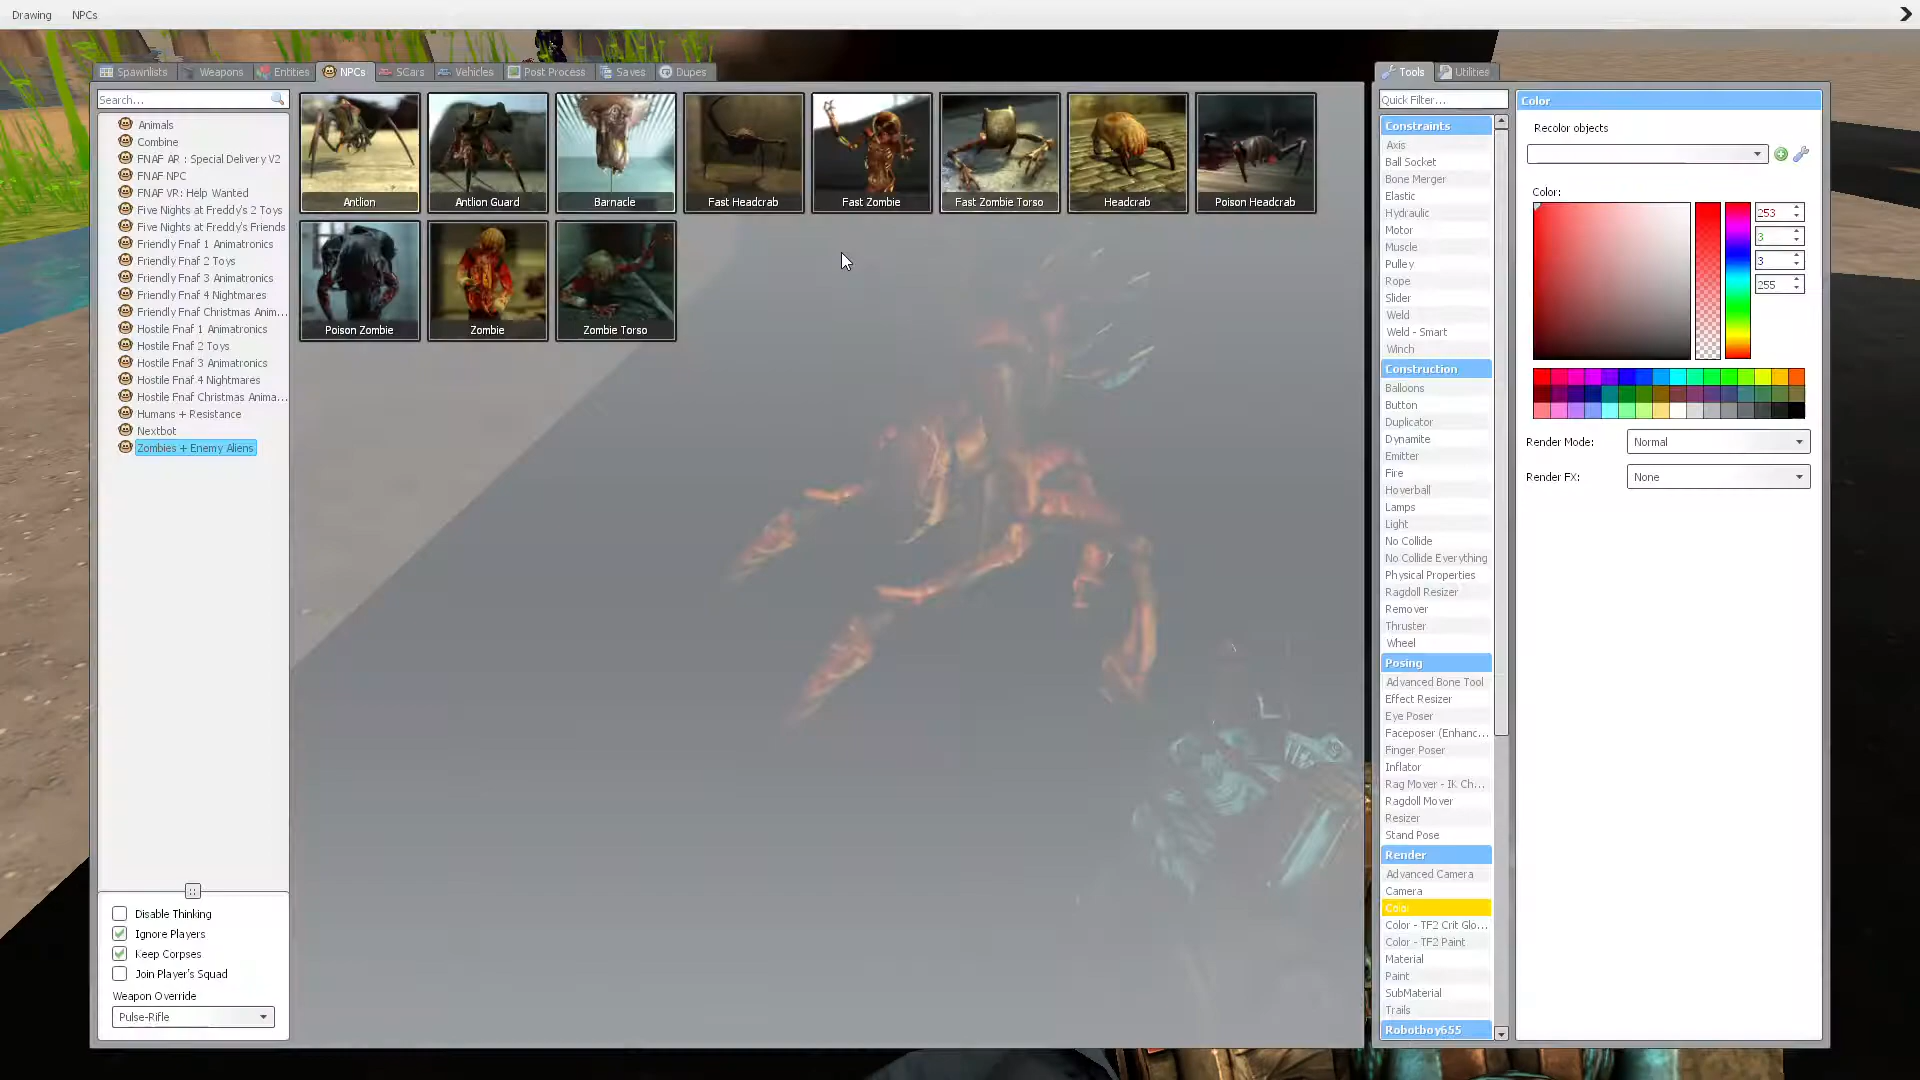 Drawing NPCs
Spawnlists Weapons Entities NPCs SCars Vehicles Post Process Saves Dupes
Tools Utilities
Search...
Animals
Combine
FNAF AR : Special Delivery V2
FNAF NPC
FNAF VR: Help Wanted
Five Nights at Freddy's 2 Toys
Five Nights at Freddy's Friends
Friendly Fnaf 1 Animatronics
Friendly Fnaf 2 Toys
Friendly Fnaf 3 Animatronics
Friendly Fnaf 4 Nightmares
Friendly Fnaf Christmas Anim...
Hostile Fnaf 1 Animatronics
Hostile Fnaf 2 Toys
Hostile Fnaf 3 Animatronics
Hostile Fnaf 4 Nightmares
Hostile Fnaf Christmas Anima...
Humans + Resistance
Nextbot
Zombies + Enemy Aliens
Disable Thinking
Ignore Players
Keep Corpses
Join Player's Squad
Weapon Override
Pulse-Rifle
Antlion Antlion Guard Barnacle Fast Headcrab Fast Zombie Fast Zombie Torso Headcrab Poison Headcrab
Poison Zombie Zombie Zombie Torso
Quick Filter...
Constraints
Axis
Ball Socket
Bone Merger
Elastic
Hydraulic
Motor
Muscle
Pulley
Rope
Slider
Weld
Weld - Smart
Winch
Construction
Balloons
Button
Duplicator
Dynamite
Emitter
Fire
Hoverball
Lamps
Light
No Collide
No Collide Everything
Physical Properties
Ragdoll Resizer
Remover
Thruster
Wheel
Posing
Advanced Bone Tool
Effect Resizer
Eye Poser
Faceposer (Enhanc...
Finger Poser
Inflator
Rag Mover - IK Ch...
Ragdoll Mover
Resizer
Stand Pose
Render
Advanced Camera
Camera
Color
Color - TF2 Crit Glo...
Color - TF2 Paint
Material
Paint
SubMaterial
Trails
Robotboy655
Color
Recolor objects
Color:
253
3
3
255
Render Mode: Normal
Render FX: None